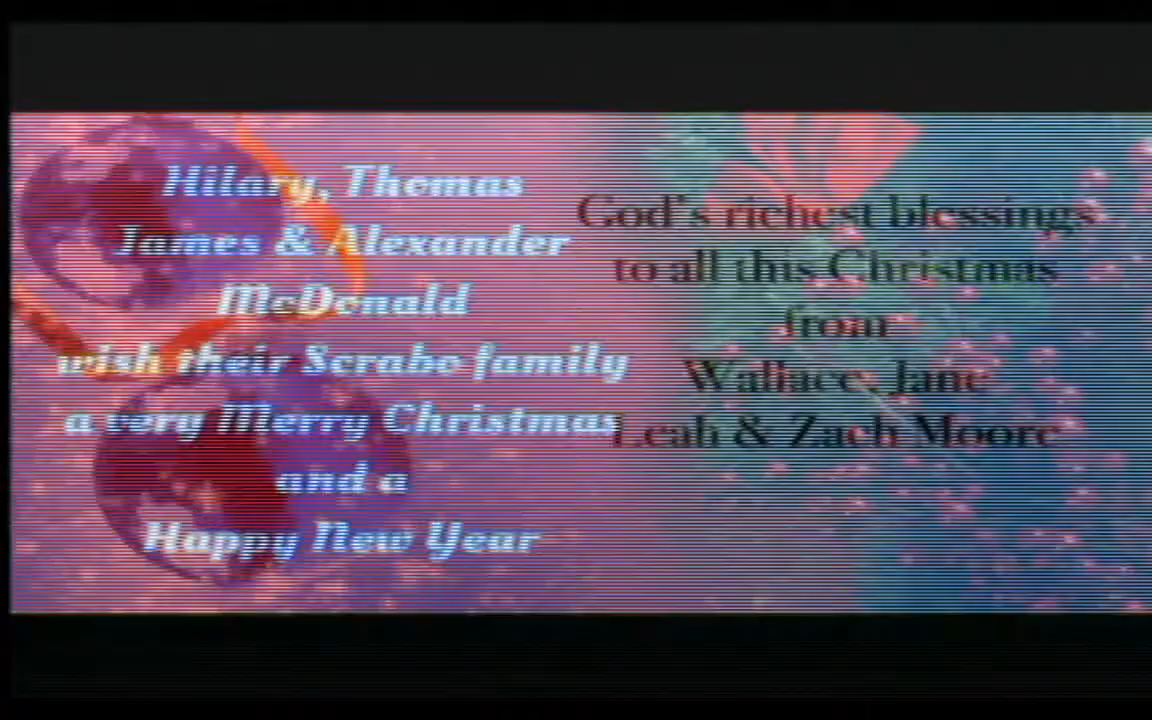 Hilary, Thomas
James & Alexander
McDonald
wish their Scrabo family
a very Merry Christmas
and a
Happy New Year
God's richest blessings
to all this Christmas
from
Wallace, Jane
Leah & Zach Moore